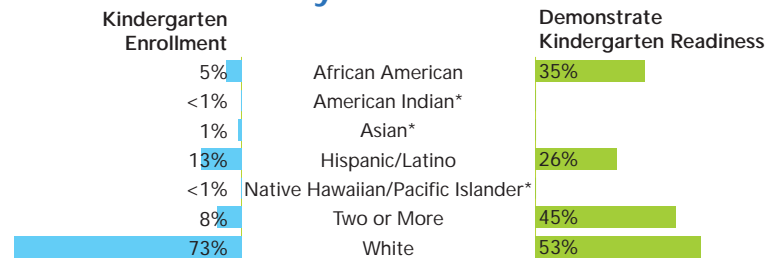 Kindergarten
Enrollment
Demonstrate
Kindergarten Readiness
5% African American 35%
<1% American Indian*
1% Asian*
13% Hispanic/Latino 26%
<1% Native Hawaiian/Pacific Islander*
8% Two or More 45%
73% White 53%